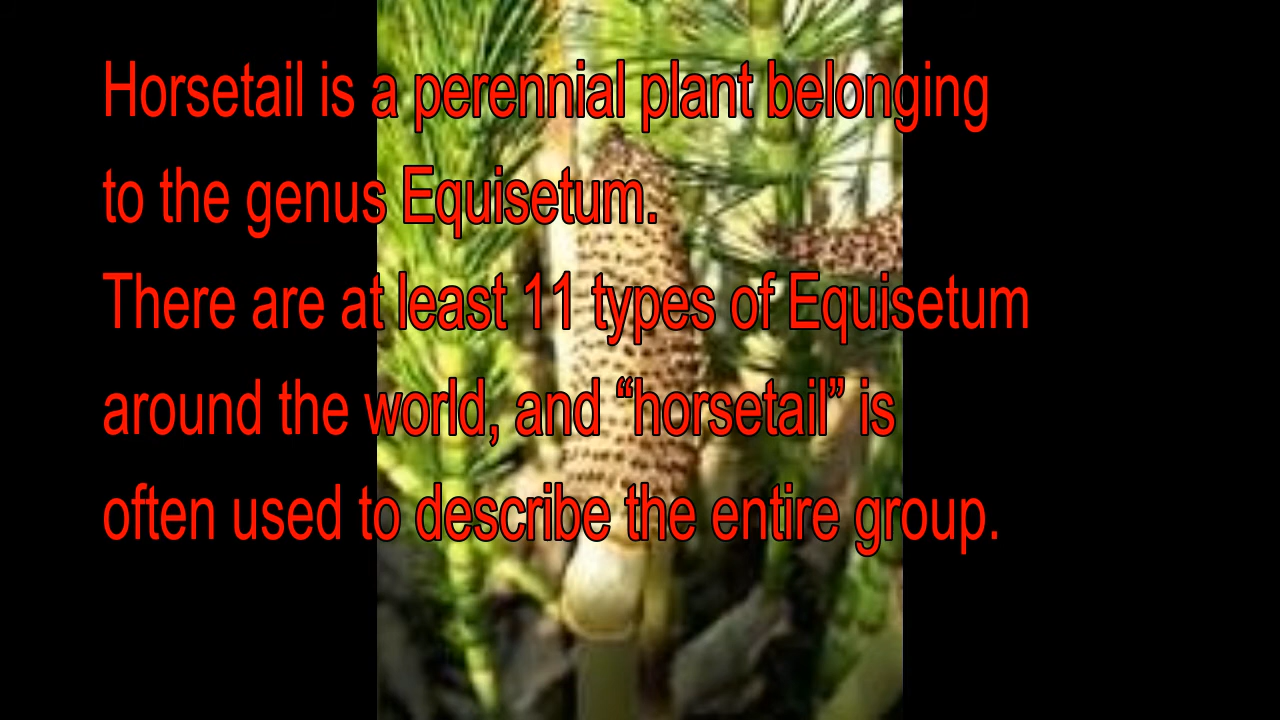 Horsetail is a perennial plant belonging
to the genus Equisetum.
There are at least 11 types of Equisetum
around the world, and “horsetail” is
often used to describe the entire group.